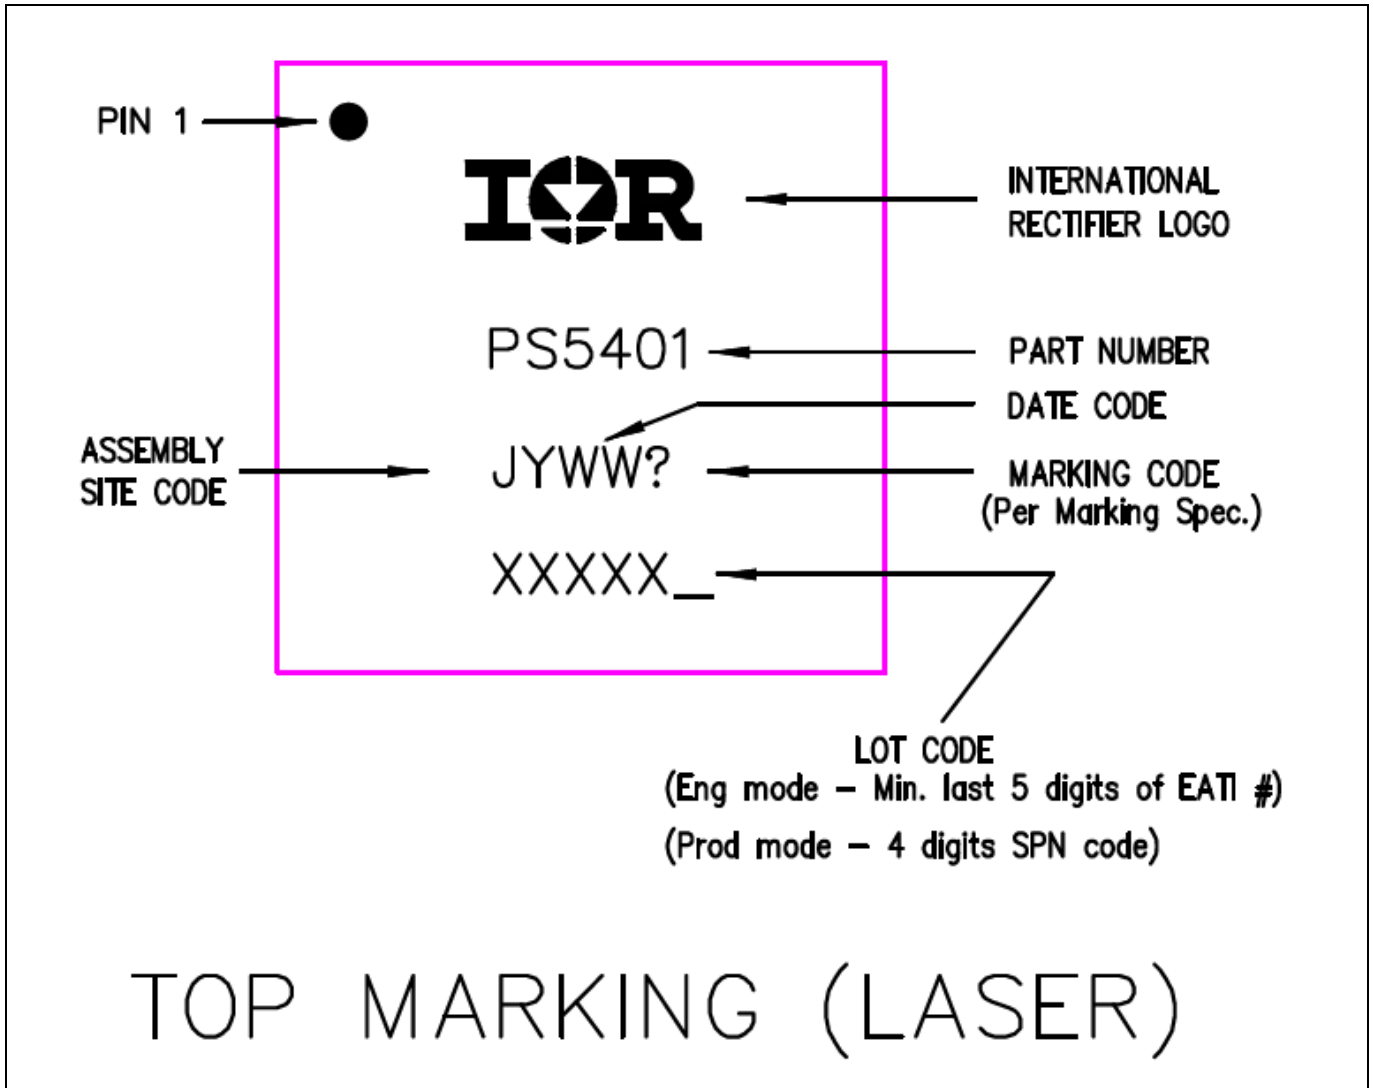 PIN 1
IOR
INTERNATIONAL
RECTIFIER LOGO
PS5401
PART NUMBER
DATE CODE
ASSEMBLY
SITE CODE
JYWW?
MARKING CODE
(Per Marking Spec.)
XXXXX_
LOT CODE
(Eng mode – Min. last 5 digits of EATI #)
(Prod mode – 4 digits SPN code)
TOP MARKING (LASER)